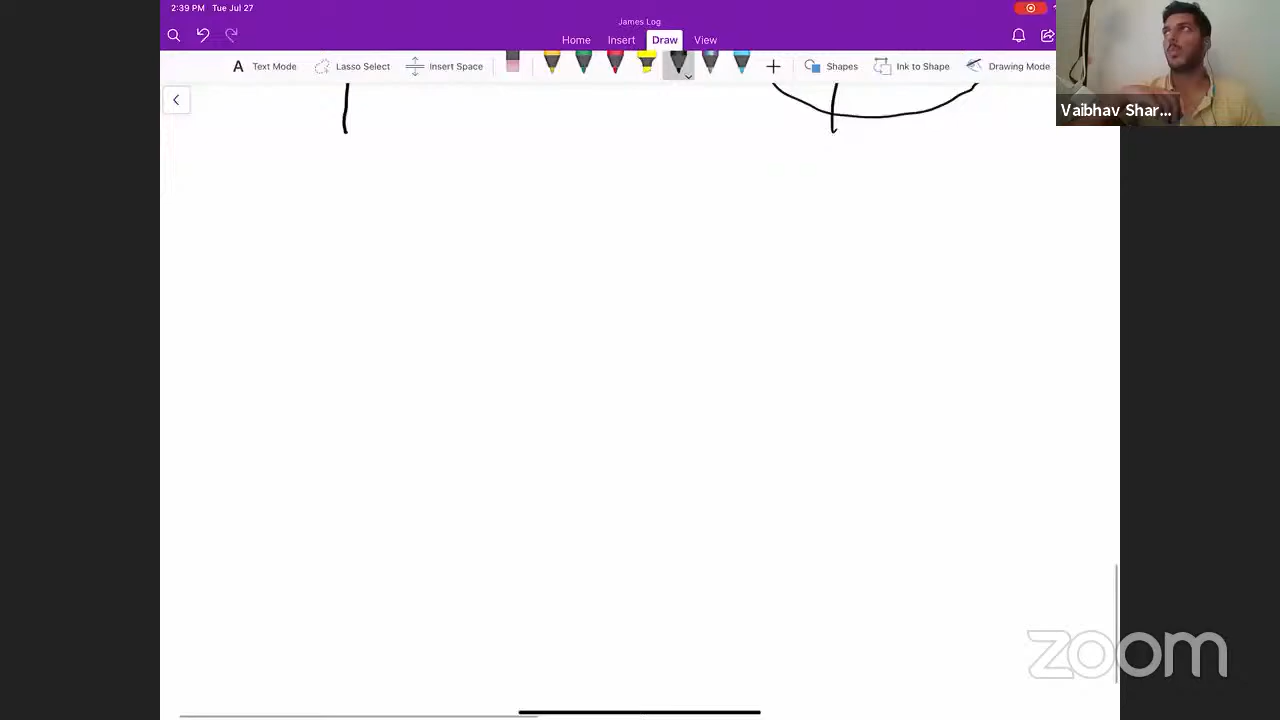 2:39 PM Tue Jul 27
James Log
Home Insert Draw View
A Text Mode Lasso Select Insert Space Shapes Ink to Shape Drawing Mode
Vaibhav Shar...
zoom